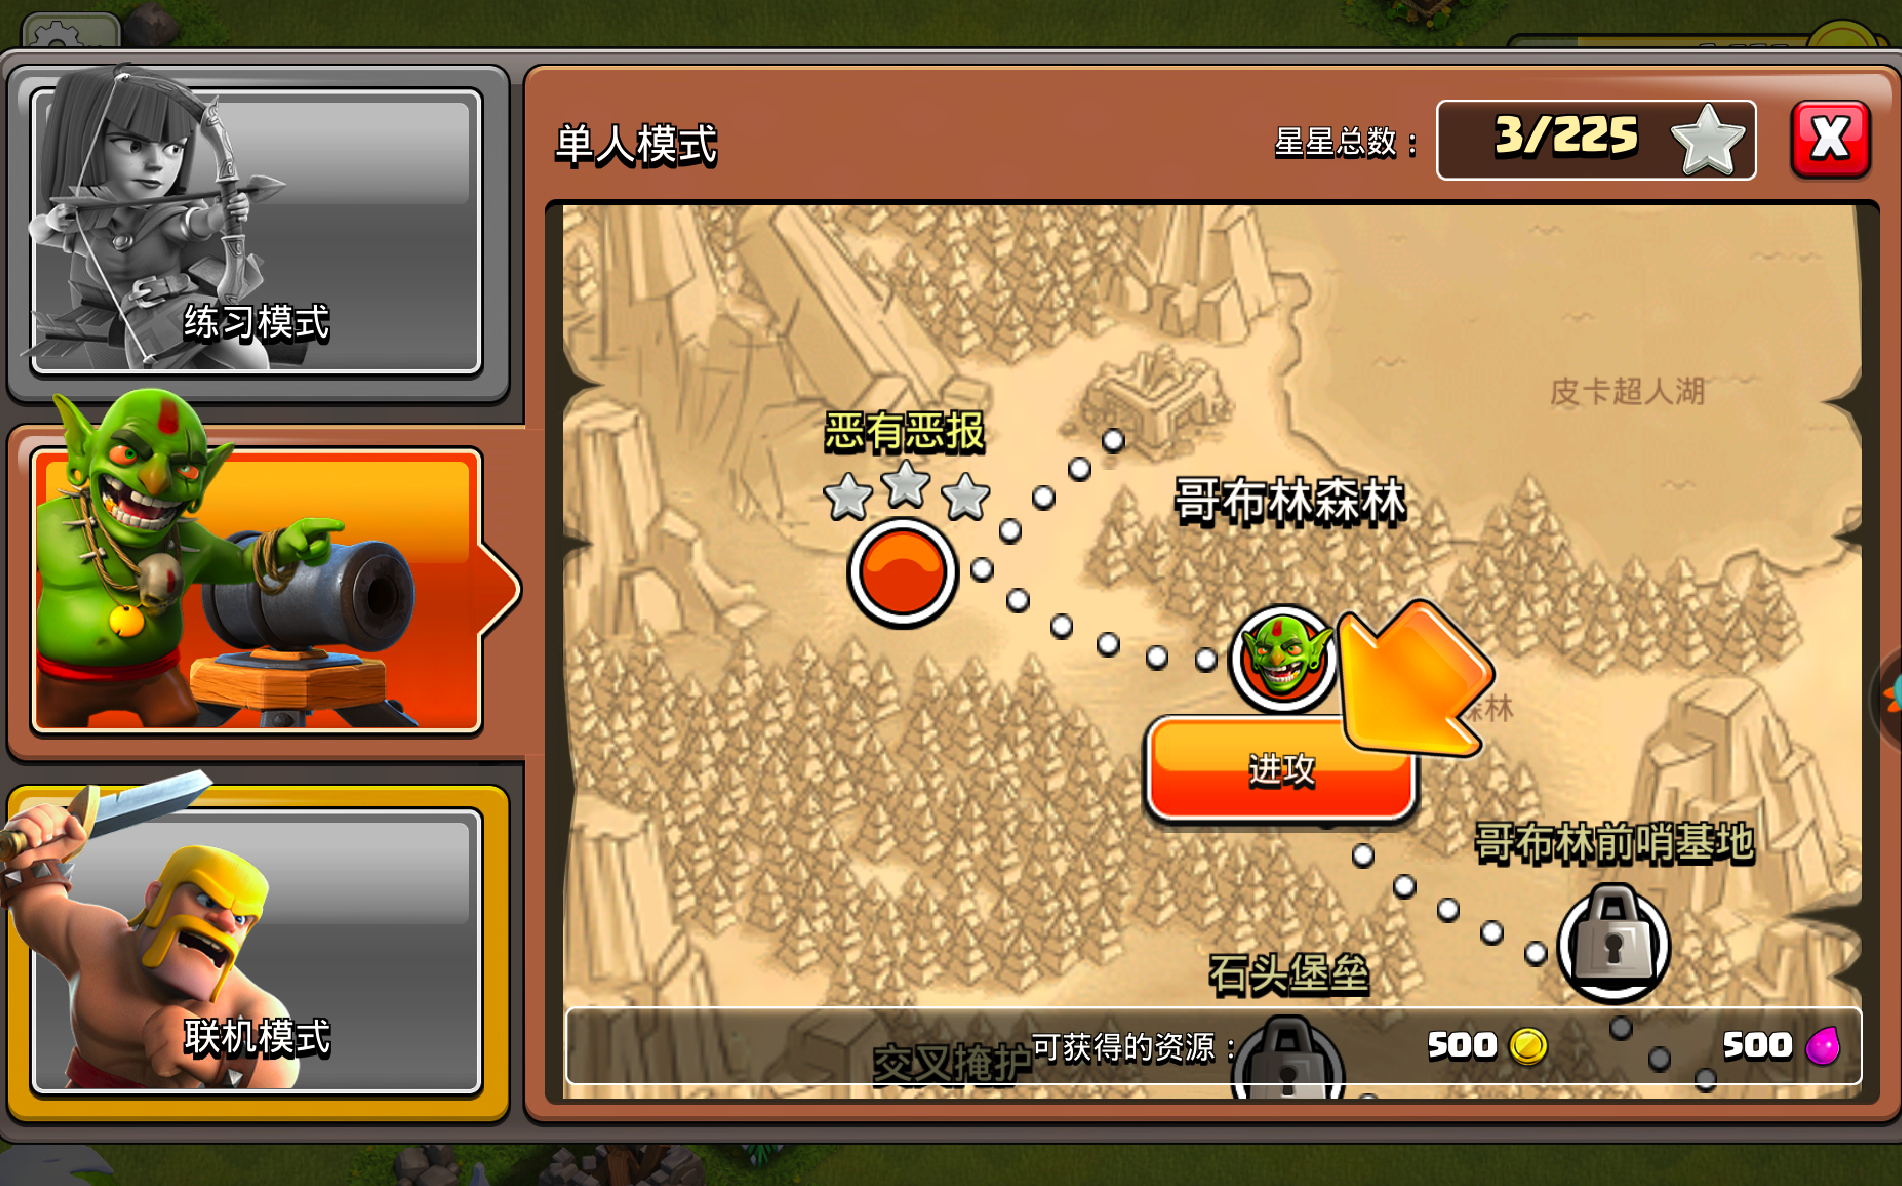 单人模式
星星总数：
3/225
X
练习模式
恶有恶报
皮卡超人湖
哥布林森林
森林
进攻
哥布林前哨基地
石头堡垒
联机模式
交叉掩护
可获得的资源：
500
500